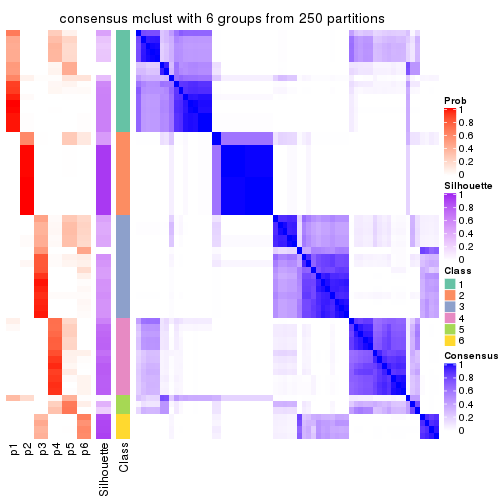 consensus mclust with 6 groups from 250 partitions
Prob
1
0.8
0.6
0.4
0.2
0
Silhouette
1
0.8
0.6
0.4
0.2
0
Class
1
2
3
4
5
6
Consensus
1
0.8
0.6
0.4
0.2
0
p1
p2
p3
p4
p5
p6
Silhouette
Class